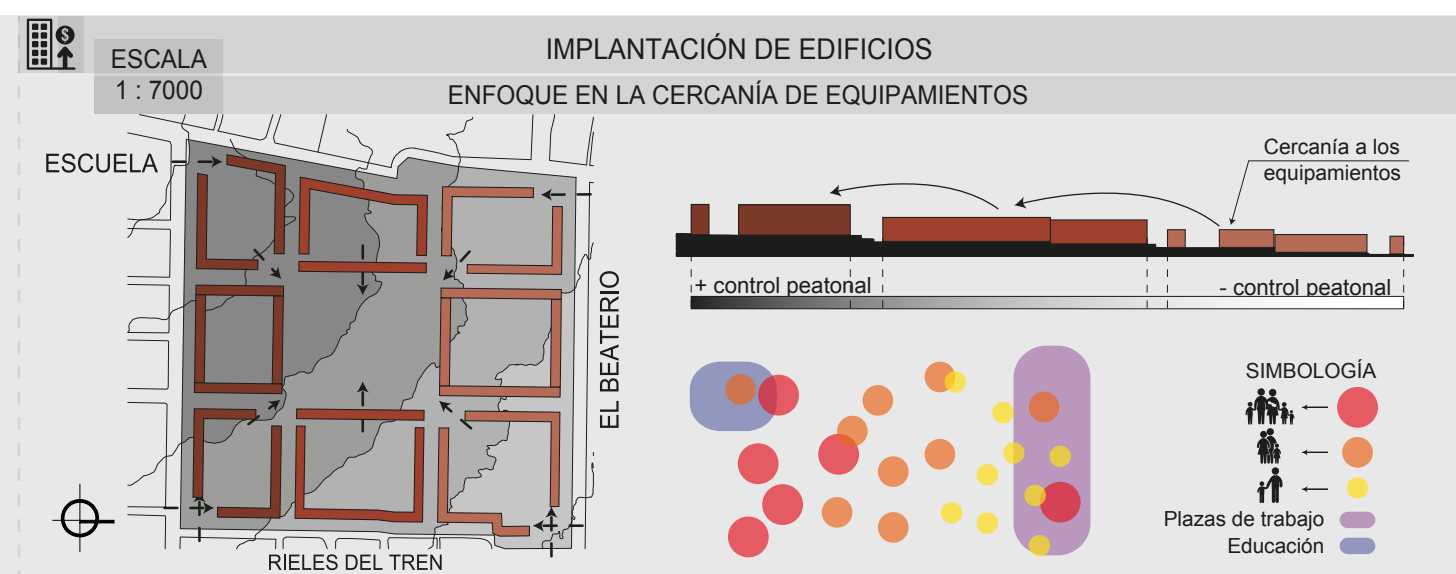 IMPLANTACIÓN DE EDIFICIOS
ESCALA
1 : 7000
ENFOQUE EN LA CERCANÍA DE EQUIPAMIENTOS
ESCUELA
EL BEATERIO
RIELES DEL TREN
Cercanía a los
equipamientos
+ control peatonal
- control peatonal
SIMBOLOGÍA
Plazas de trabajo
Educación
$